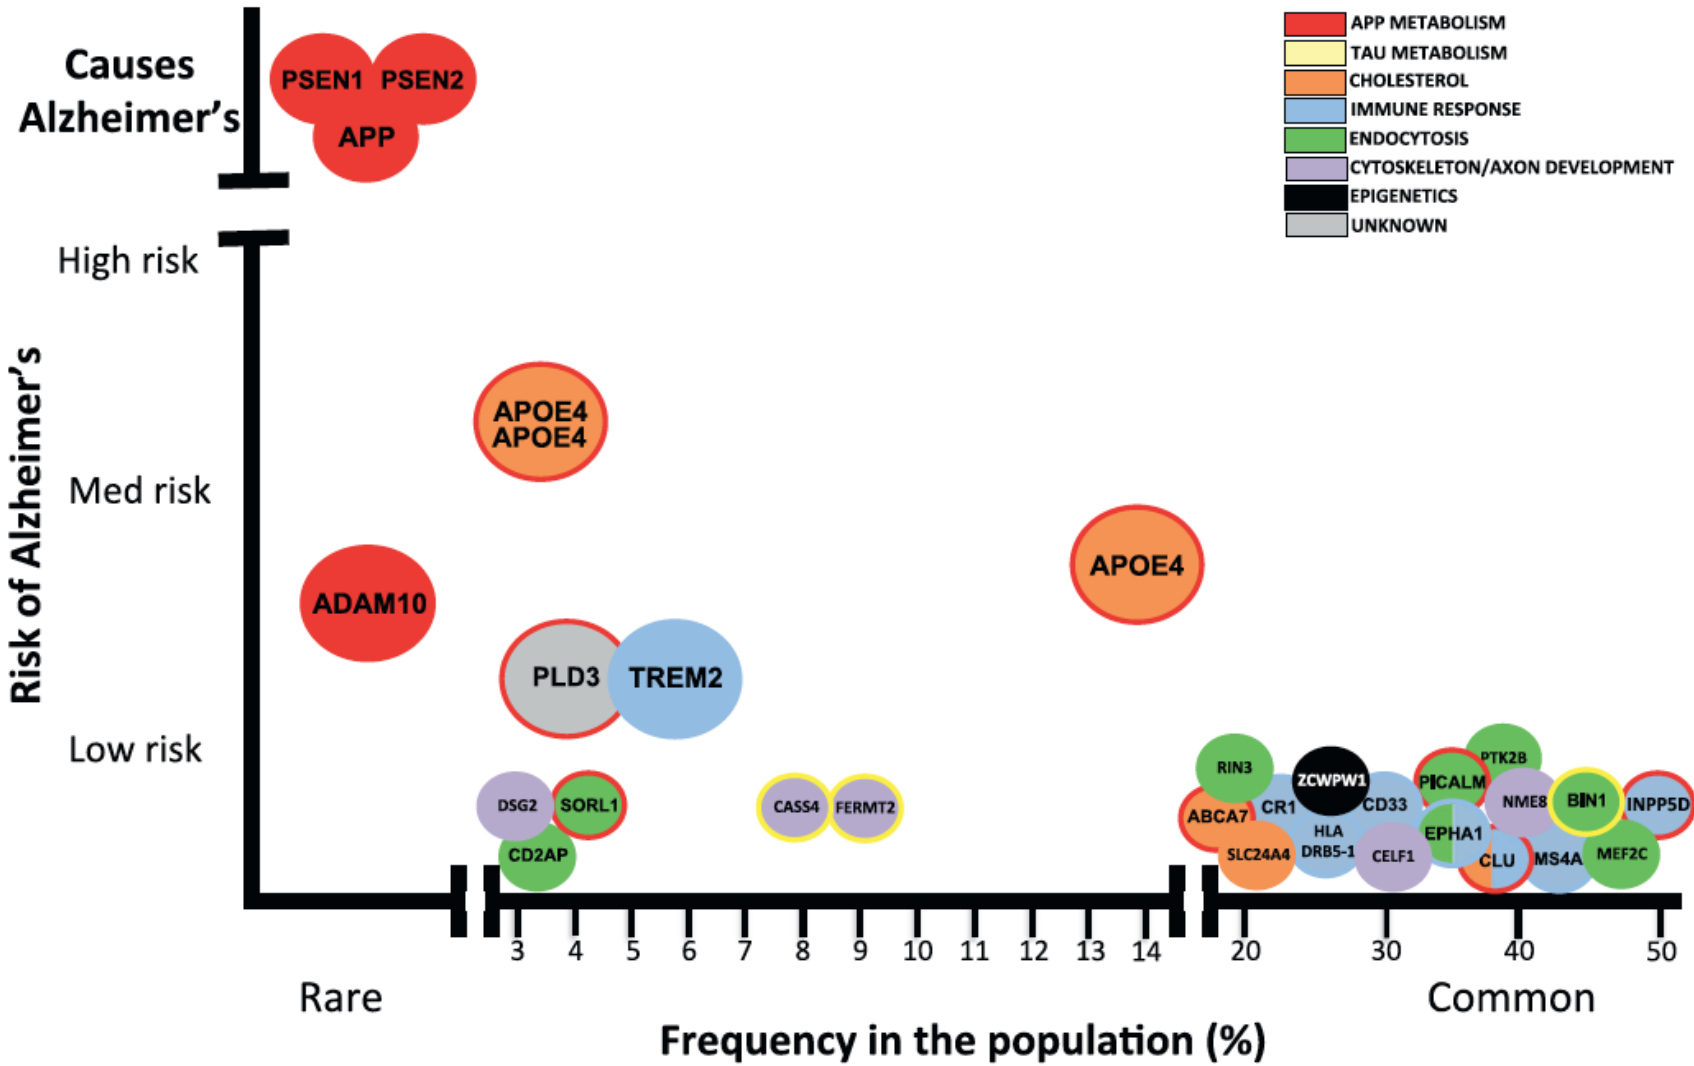 Causes
Alzheimer's
High risk
Med risk
Low risk
Risk of Alzheimer's
PSEN1
PSEN2
APP
APP METABOLISM
TAU METABOLISM
CHOLESTEROL
IMMUNE RESPONSE
ENDOCYTOSIS
CYTOSKELETON/AXON DEVELOPMENT
EPIGENETICS
UNKNOWN
APOE4
APOE4
APOE4
ADAM10
PLD3
TREM2
DSG2
SORL1
CD2AP
CASS4
FERMT2
RIN3
ABCA7
SLC24A4
CR1
ZCWPW1
HLA
DRB5-1
CD33
CELF1
PICALM
EPHA1
PTK2B
NME8
CLU
BIN1
MS4A
INPP5D
MEF2C
3 4 5 6 7 8 9 10 11 12 13 14 20 30 40 50
Rare
Common
Frequency in the population (%)